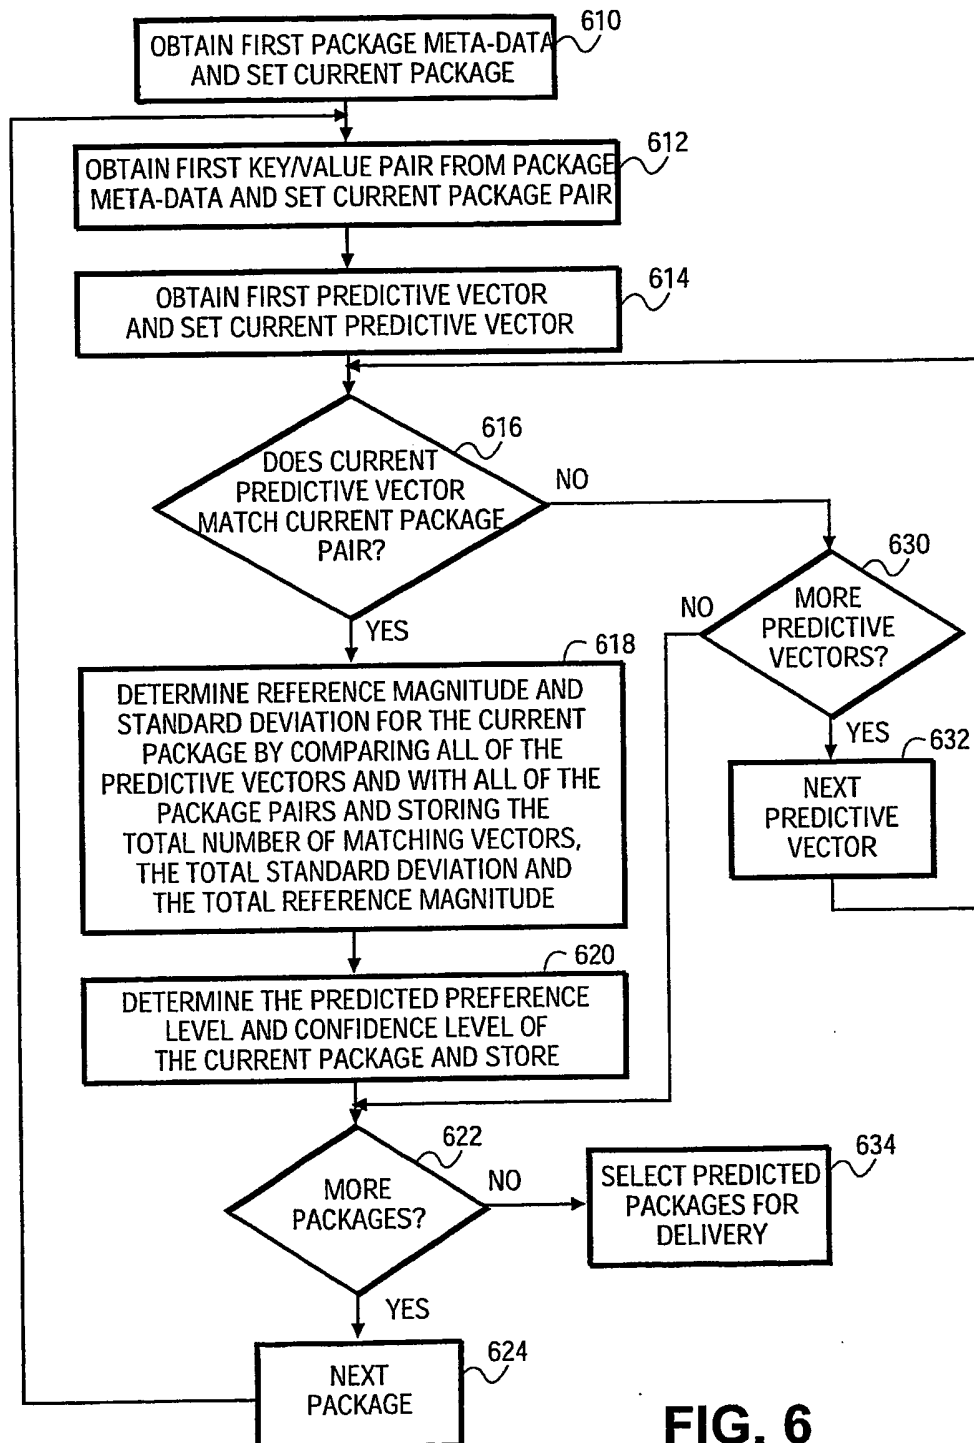 610
OBTAIN FIRST PACKAGE META-DATA
AND SET CURRENT PACKAGE
612
OBTAIN FIRST KEY/VALUE PAIR FROM PACKAGE
META-DATA AND SET CURRENT PACKAGE PAIR
614
OBTAIN FIRST PREDICTIVE VECTOR
AND SET CURRENT PREDICTIVE VECTOR
616
DOES CURRENT
PREDICTIVE VECTOR
MATCH CURRENT PACKAGE
PAIR?
NO
YES
630
MORE
PREDICTIVE
VECTORS?
NO
YES
632
NEXT
PREDICTIVE
VECTOR
618
DETERMINE REFERENCE MAGNITUDE AND
STANDARD DEVIATION FOR THE CURRENT
PACKAGE BY COMPARING ALL OF THE
PREDICTIVE VECTORS AND WITH ALL OF THE
PACKAGE PAIRS AND STORING THE
TOTAL NUMBER OF MATCHING VECTORS,
THE TOTAL STANDARD DEVIATION AND
THE TOTAL REFERENCE MAGNITUDE
620
DETERMINE THE PREDICTED PREFERENCE
LEVEL AND CONFIDENCE LEVEL OF
THE CURRENT PACKAGE AND STORE
622
MORE
PACKAGES?
NO
YES
634
SELECT PREDICTED
PACKAGES FOR
DELIVERY
624
NEXT
PACKAGE
FIG. 6